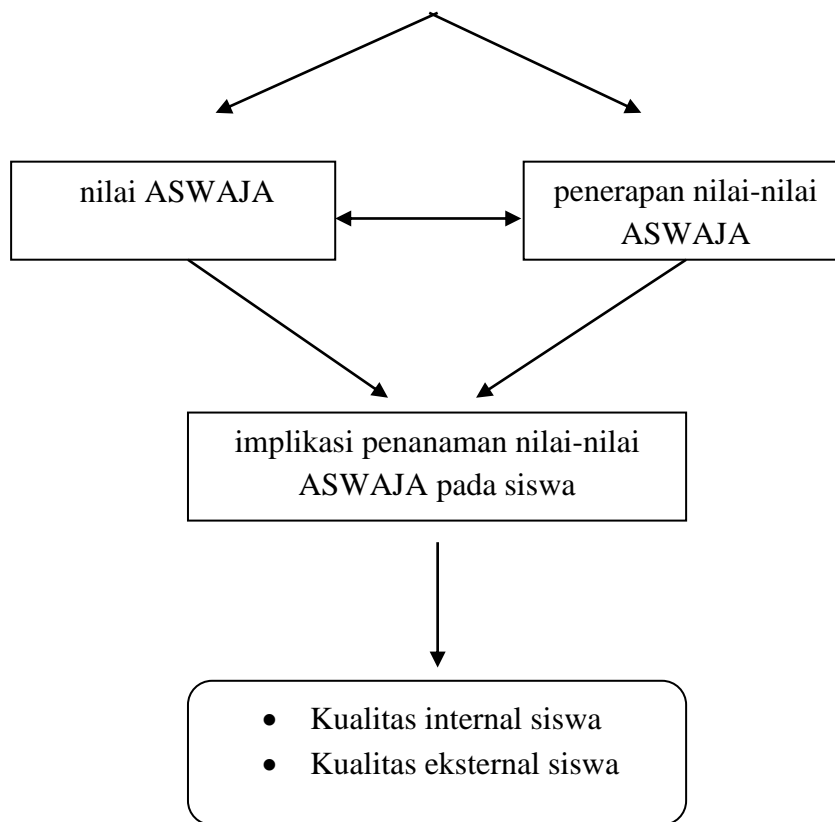 nilai ASWAJA
penerapan nilai-nilai
ASWAJA
implikasi penanaman nilai-nilai
ASWAJA pada siswa
• Kualitas internal siswa
• Kualitas eksternal siswa